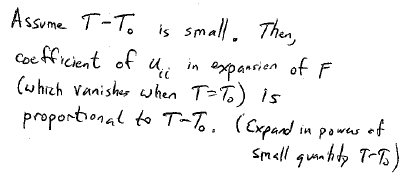 Assume T-T₀ is small. Then,
coefficient of uᵢᵢ in expansion of F
(which vanishes when T=T₀) is
proportional to T-T₀. (Expand in powers of
small quantity T-T₀)